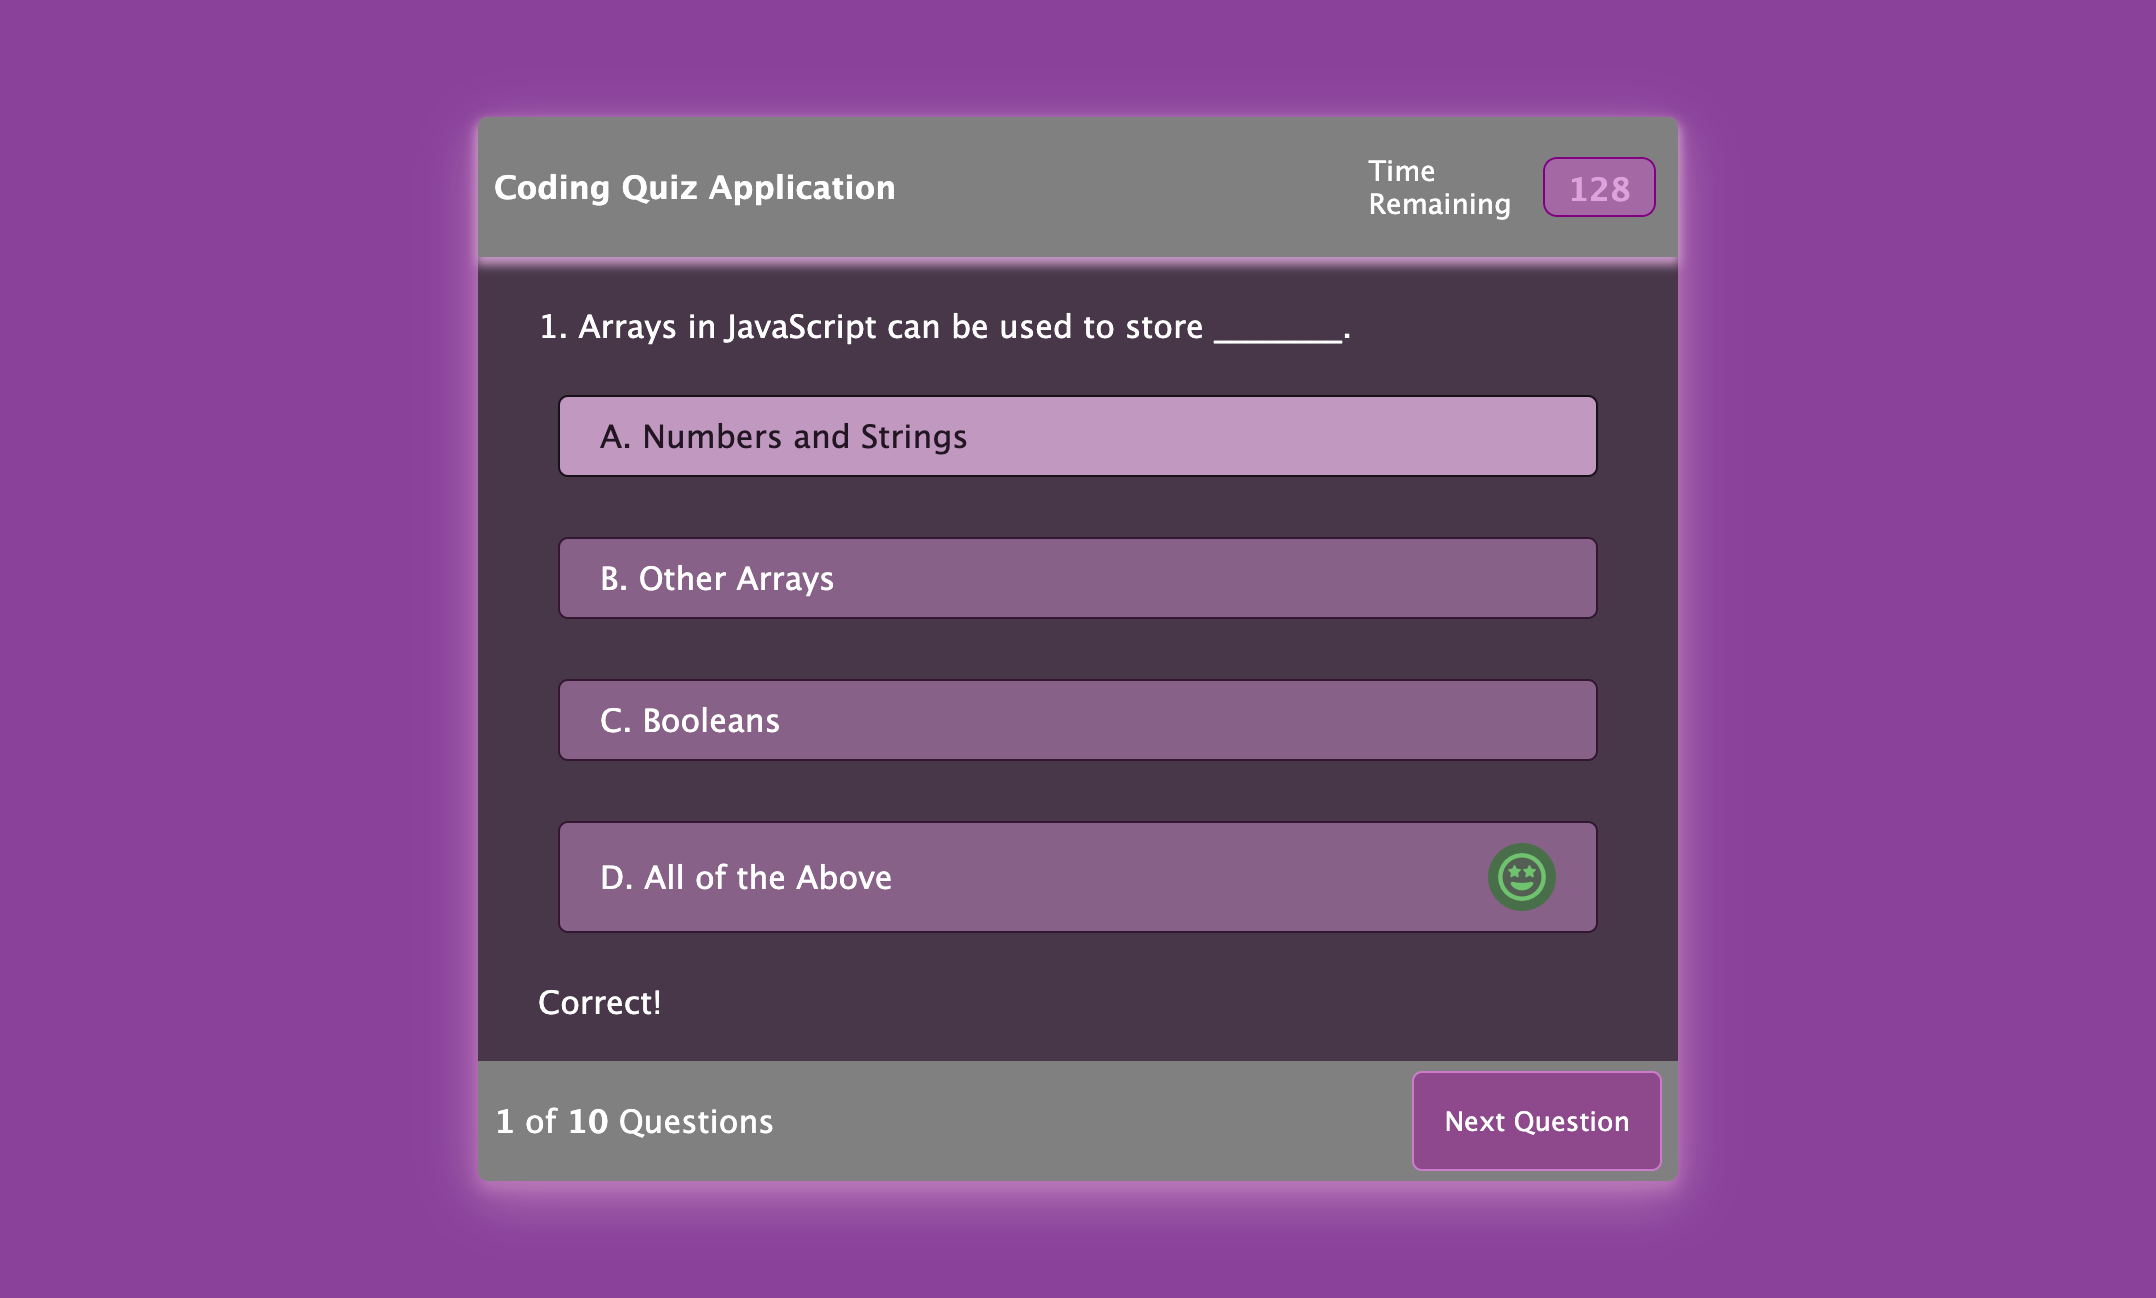 Coding Quiz Application
Time
Remaining
128
1. Arrays in JavaScript can be used to store ________.
A. Numbers and Strings
B. Other Arrays
C. Booleans
D. All of the Above
Correct!
1 of 10 Questions
Next Question